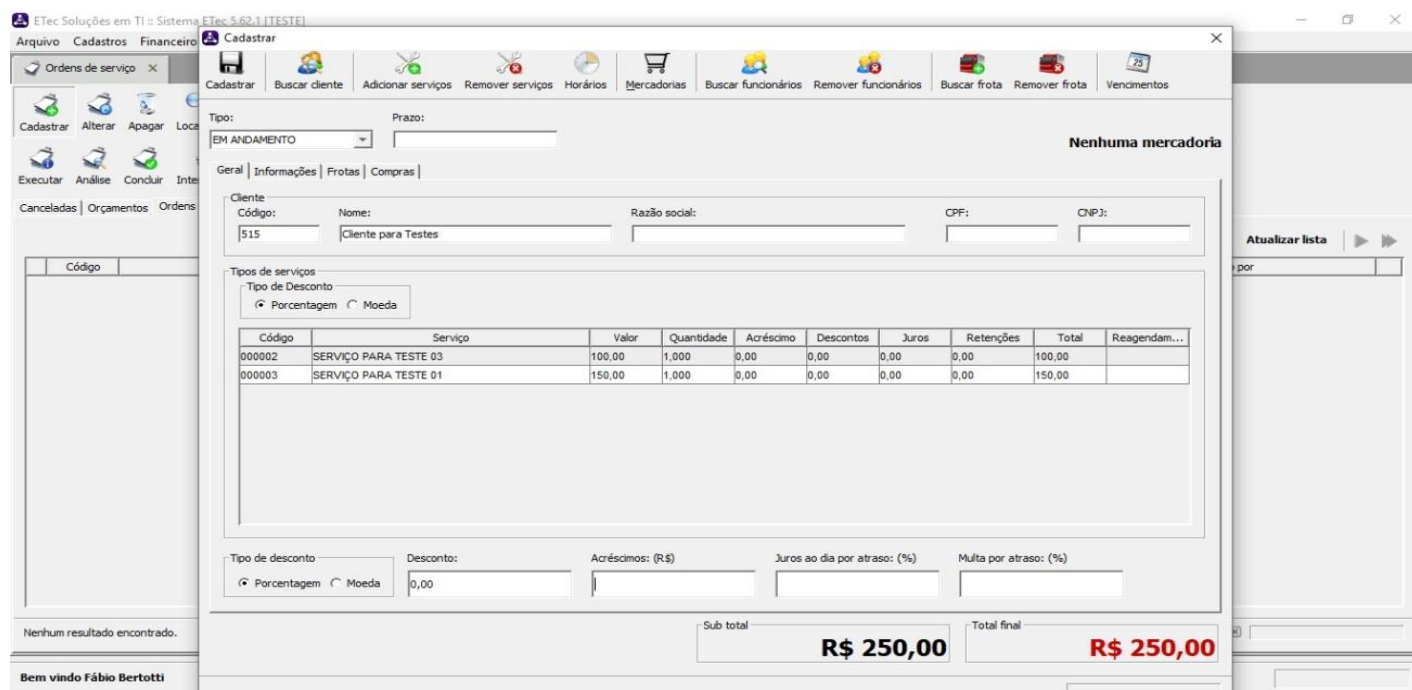 ETec Soluções em TI :: Sistema ETec 5.62.1 [TESTE]
Arquivo Cadastros Financeiro
Cadastrar
Ordens de serviço
Cadastrar Alterar Apagar
Executar Análise Concluir
Canceladas Orçamentos Ordens
Código
Nenhum resultado encontrado.
Bem vindo Fábio Bertotti
Cadastrar Buscar cliente Adicionar serviços Remover serviços Horários Mercadorias Buscar funcionários Remover funcionários Buscar frota Remover frota Vencimentos
Tipo: Prazo:
EM ANDAMENTO
Nenhuma mercadoria
Geral Informações Frotas Compras
Cliente
Código: Nome: Razão social: CPF: CNPJ:
515 Cliente para Testes
Tipos de serviços
Tipo de Desconto
Porcentagem Moeda
Código Serviço Valor Quantidade Acréscimo Descontos Juros Retenções Total Reagendam...
000002 SERVIÇO PARA TESTE 03 100,00 1,000 0,00 0,00 0,00 0,00 100,00
000003 SERVIÇO PARA TESTE 01 150,00 1,000 0,00 0,00 0,00 0,00 150,00
Tipo de desconto Desconto: Acréscimos: (R$) Juros ao dia por atraso: (%) Multa por atraso: (%)
Porcentagem Moeda 0,00
Sub total Total final
R$ 250,00 R$ 250,00
Atualizar lista
por